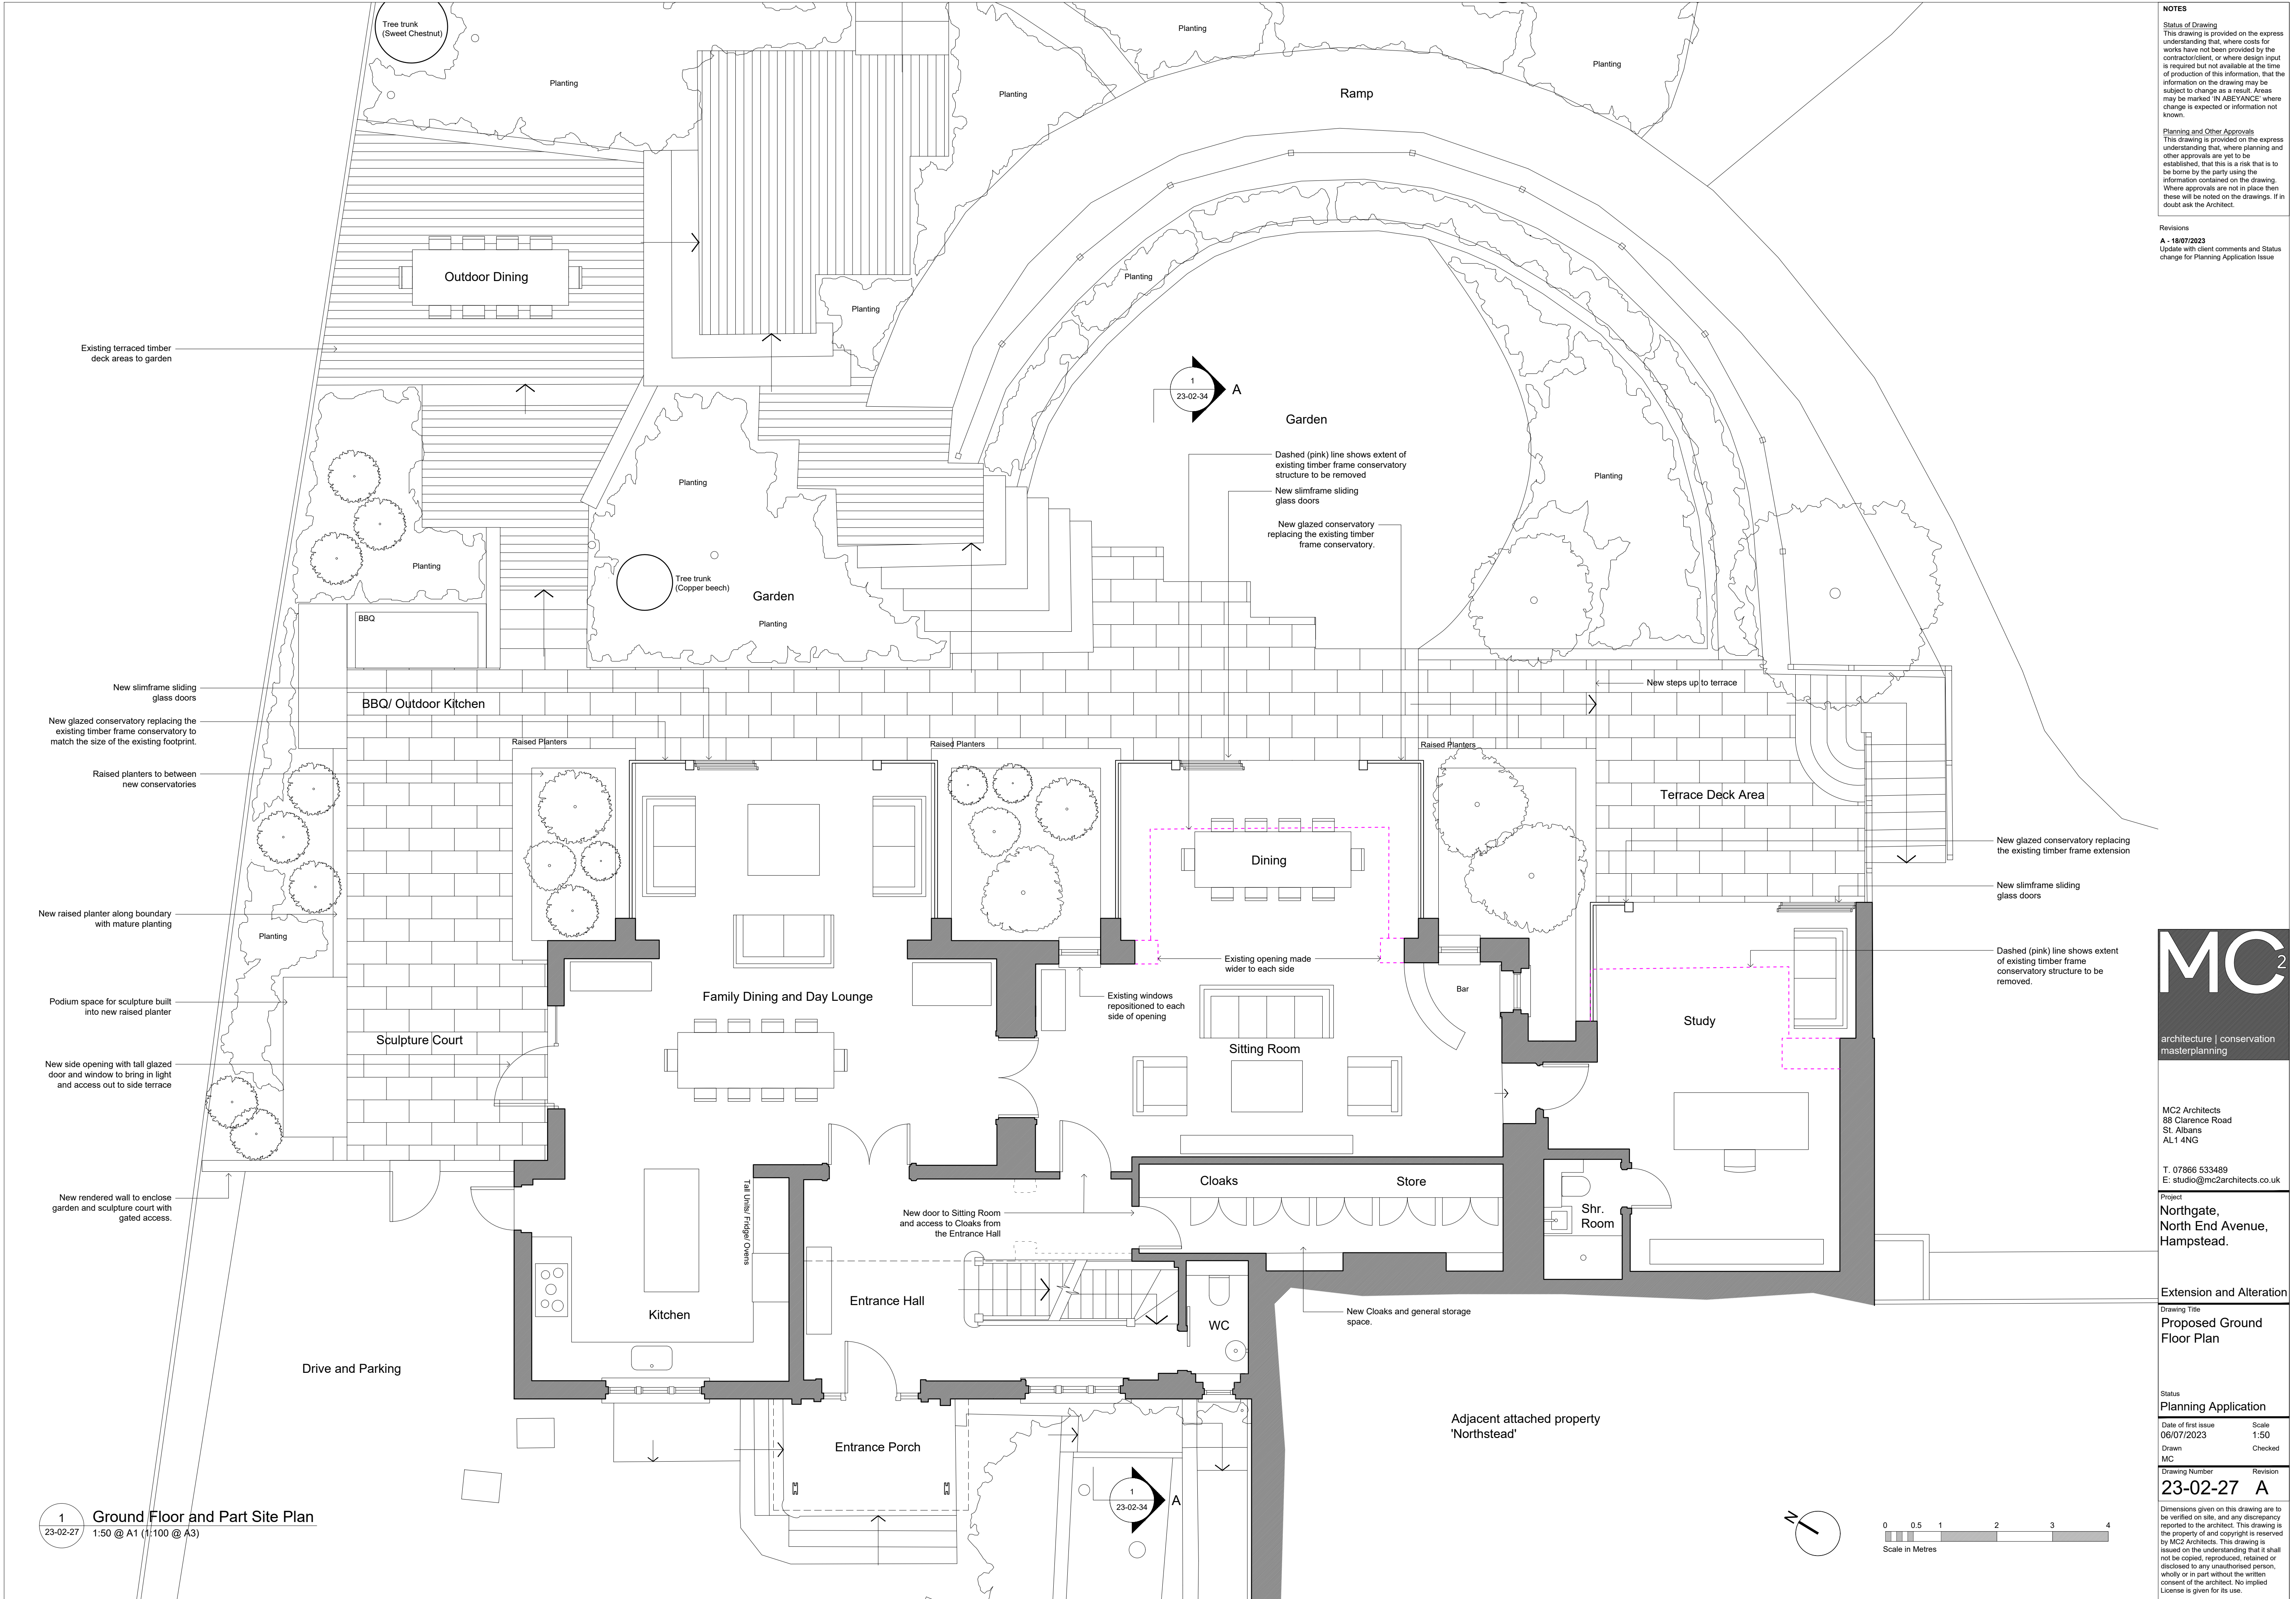 Tree trunk
(Sweet Chestnut)
Planting
Planting
Planting
Planting
Ramp
Outdoor Dining
Planting
Planting
Existing terraced timber
deck areas to garden
1
23-02-34
A
Garden
Dashed (pink) line shows extent of
existing timber frame conservatory
structure to be removed
New slimframe sliding
glass doors
New glazed conservatory
replacing the existing timber
frame conservatory.
Planting
Planting
Planting
Tree trunk
(Copper beech)
Garden
Planting
BBQ
New slimframe sliding
glass doors
BBQ/ Outdoor Kitchen
New steps up to terrace
New glazed conservatory replacing the
existing timber frame conservatory to
match the size of the existing footprint.
Raised Planters
Raised Planters
Raised Planters
Raised planters to between
new conservatories
Terrace Deck Area
New glazed conservatory replacing
the existing timber frame extension
Dining
New slimframe sliding
glass doors
New raised planter along boundary
with mature planting
Planting
Existing opening made
wider to each side
Dashed (pink) line shows extent
of existing timber frame
conservatory structure to be
removed.
Podium space for sculpture built
into new raised planter
Family Dining and Day Lounge
Existing windows
repositioned to each
side of opening
Bar
Study
Sculpture Court
Sitting Room
New side opening with tall glazed
door and window to bring in light
and access out to side terrace
Cloaks
Store
Tall Units/ Fridge/ Ovens
New rendered wall to enclose
garden and sculpture court with
gated access.
New door to Sitting Room
and access to Cloaks from
the Entrance Hall
Shr.
Room
Kitchen
Entrance Hall
WC
New Cloaks and general storage
space.
Drive and Parking
Entrance Porch
Adjacent attached property
'Northstead'
1
23-02-34
A
1
23-02-27
Ground Floor and Part Site Plan
1:50 @ A1 (1:100 @ A3)
N
0 0.5 1 2 3 4
Scale in Metres
NOTES
Status of Drawing
This drawing is provided on the express
understanding that, where costs for
works have not been provided by the
contractor/client, or where design input
is required but not available at the time
of production of this information, that the
information on the drawing may be
subject to change as a result. Areas
may be marked 'IN ABEYANCE' where
change is expected or information not
known.
Planning and Other Approvals
This drawing is provided on the express
understanding that, where planning and
other approvals are yet to be
established, that this is a risk that is to
be borne by the party using the
information contained on the drawing.
Where approvals are not in place then
these will be noted on the drawings. If in
doubt ask the Architect.
Revisions
A - 18/07/2023
Update with client comments and Status
change for Planning Application Issue
MC2
architecture | conservation
masterplanning
MC2 Architects
88 Clarence Road
St. Albans
AL1 4NG
T. 07866 533489
E: studio@mc2architects.co.uk
Project
Northgate,
North End Avenue,
Hampstead.
Extension and Alteration
Drawing Title
Proposed Ground
Floor Plan
Status
Planning Application
Date of first issue Scale
06/07/2023 1:50
Drawn Checked
MC
Drawing Number Revision
23-02-27 A
Dimensions given on this drawing are to
be verified on site, and any discrepancy
reported to the architect. This drawing is
the property of and copyright is reserved
by MC2 Architects. This drawing is
issued on the understanding that it shall
not be copied, reproduced, retained or
disclosed to any unauthorised person,
wholly or in part without the written
consent of the architect. No implied
License is given for its use.